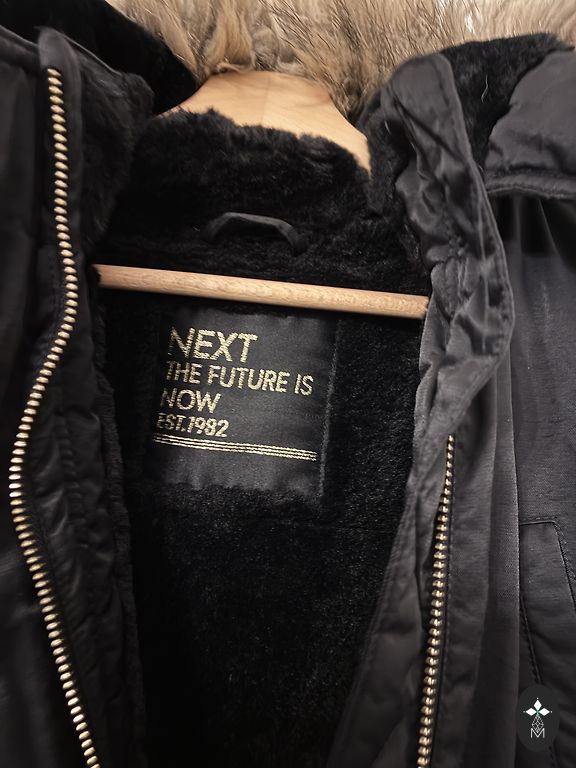 NEXT
THE FUTURE IS
NOW
EST.1982